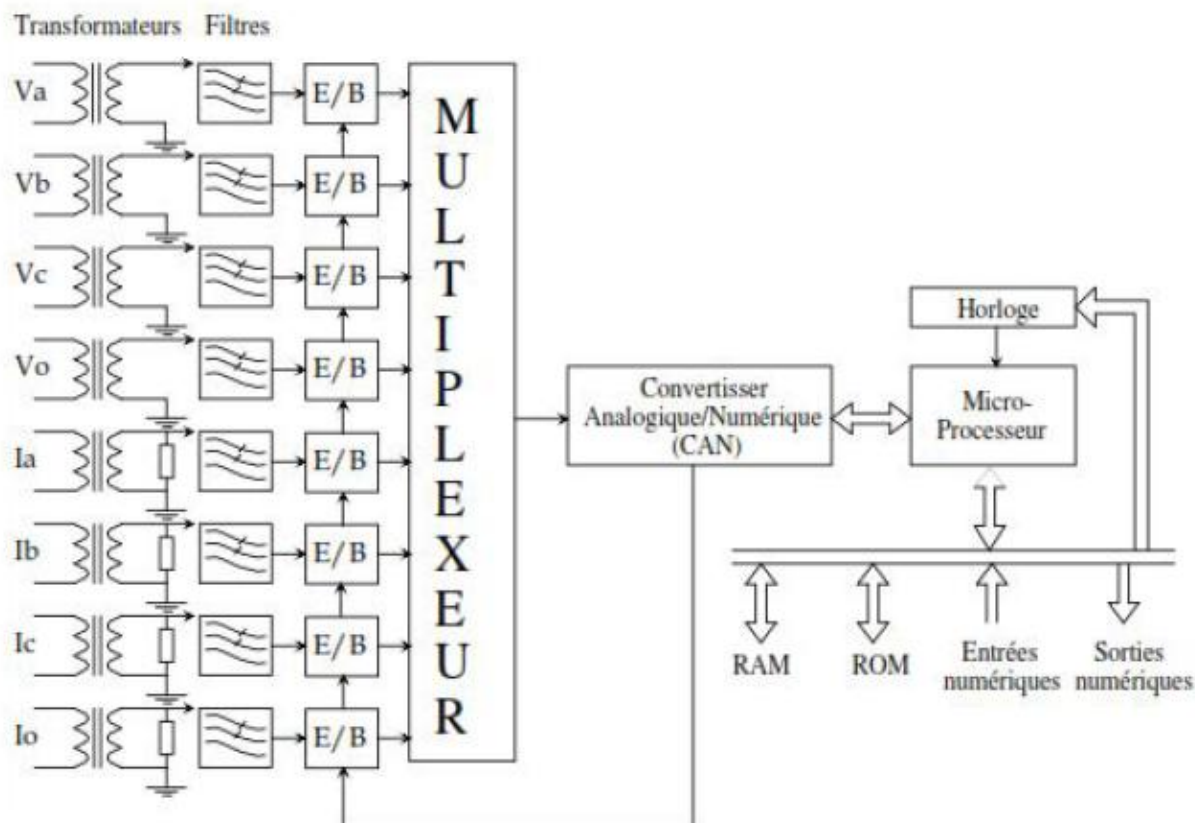 Transformateurs Filtres
Va
E/B
Vb
E/B
Vc
E/B
Vo
E/B
Ia
E/B
Ib
E/B
Ic
E/B
Io
E/B
MULTIPLEXEUR
Convertisser
Analogique/Numérique
(CAN)
Horloge
Micro-
Processeur
RAM
ROM
Entrées
numériques
Sorties
numériques